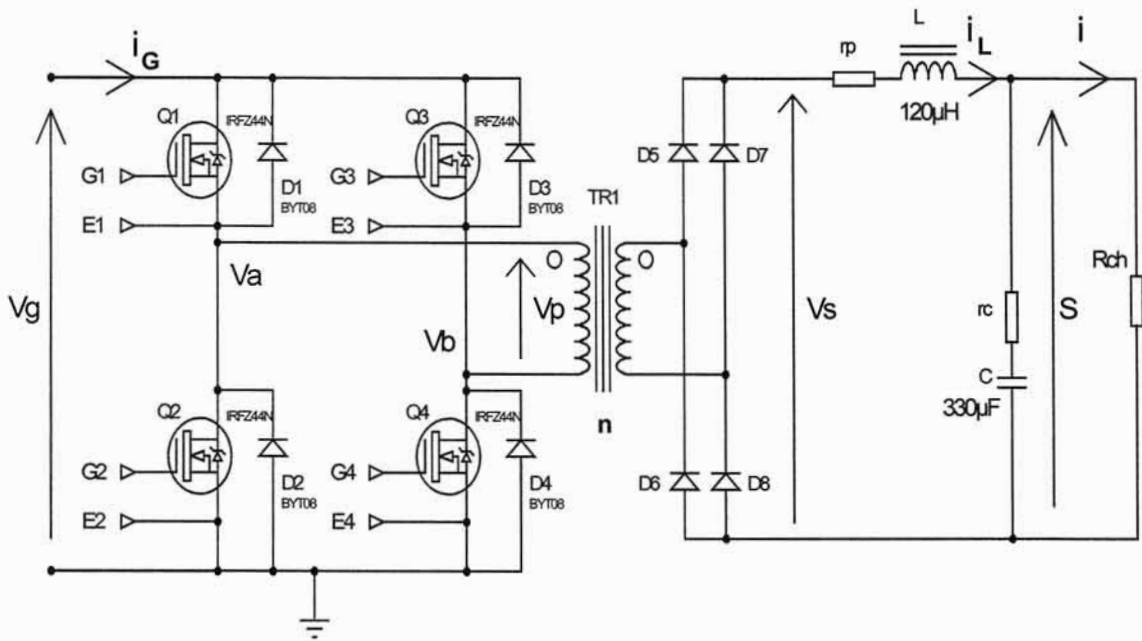 iG
L
iL
i
rp
120µH
Q1
IRFZ44N
Q3
IRFZ44N
G1
D1
BYT08
G3
D3
BYT08
D5
D7
E1
E3
TR1
Va
Vg
Vp
Vb
n
Vs
rc
C
330µF
S
Rch
Q2
IRFZ44N
Q4
IRFZ44N
G2
D2
BYT08
G4
D4
BYT08
D6
D8
E2
E4